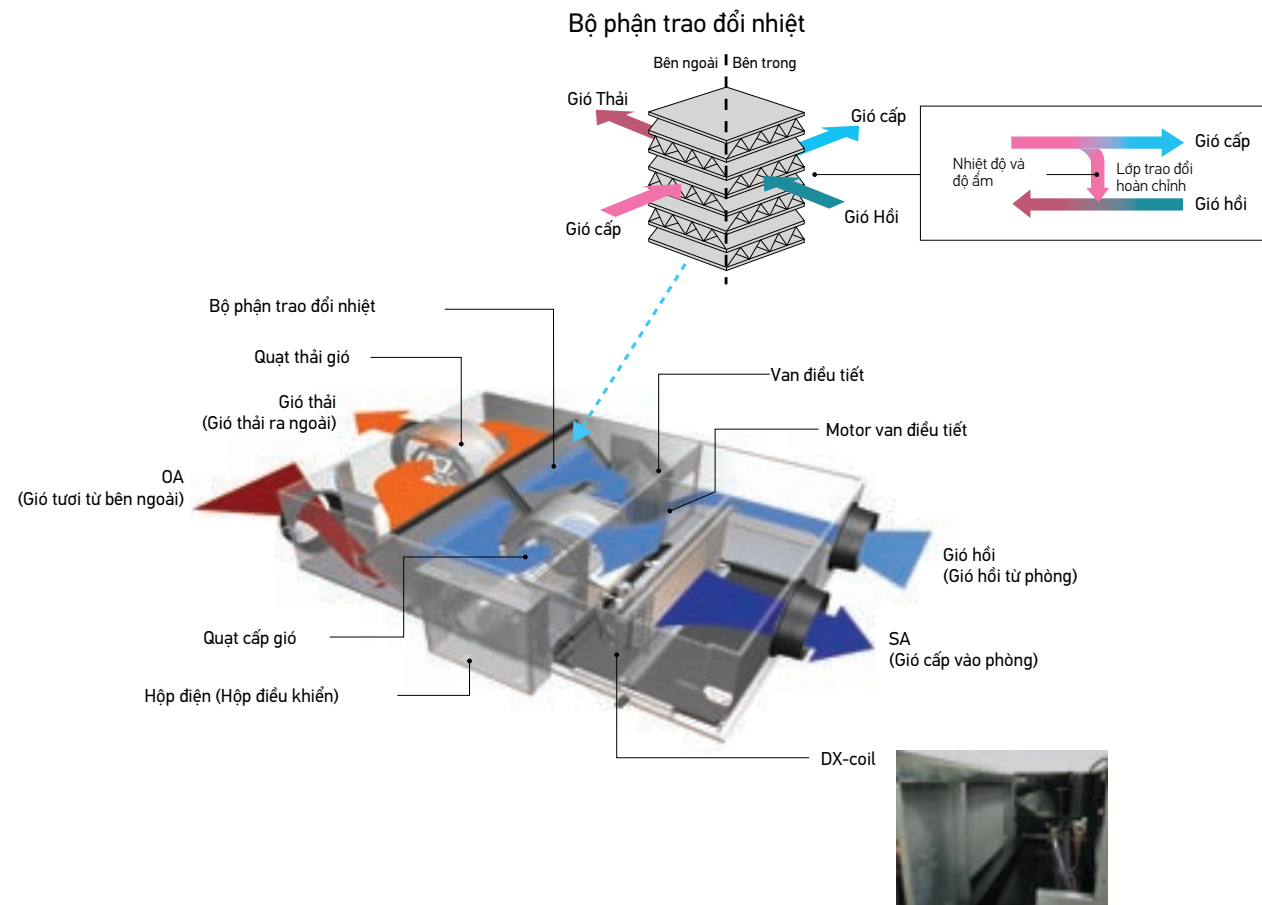 Bộ phận trao đổi nhiệt
Bên ngoài Bên trong
Gió Thải
Gió cấp
Gió cấp
Gió Hồi
Gió cấp
Nhiệt độ và
độ ẩm
Lớp trao đổi
hoàn chỉnh
Gió hồi
Bộ phận trao đổi nhiệt
Quạt thải gió
Gió thải
(Gió thải ra ngoài)
OA
(Gió tươi từ bên ngoài)
Van điều tiết
Motor van điều tiết
Gió hồi
(Gió hồi từ phòng)
Quạt cấp gió
SA
(Gió cấp vào phòng)
Hộp điện (Hộp điều khiển)
DX-coil